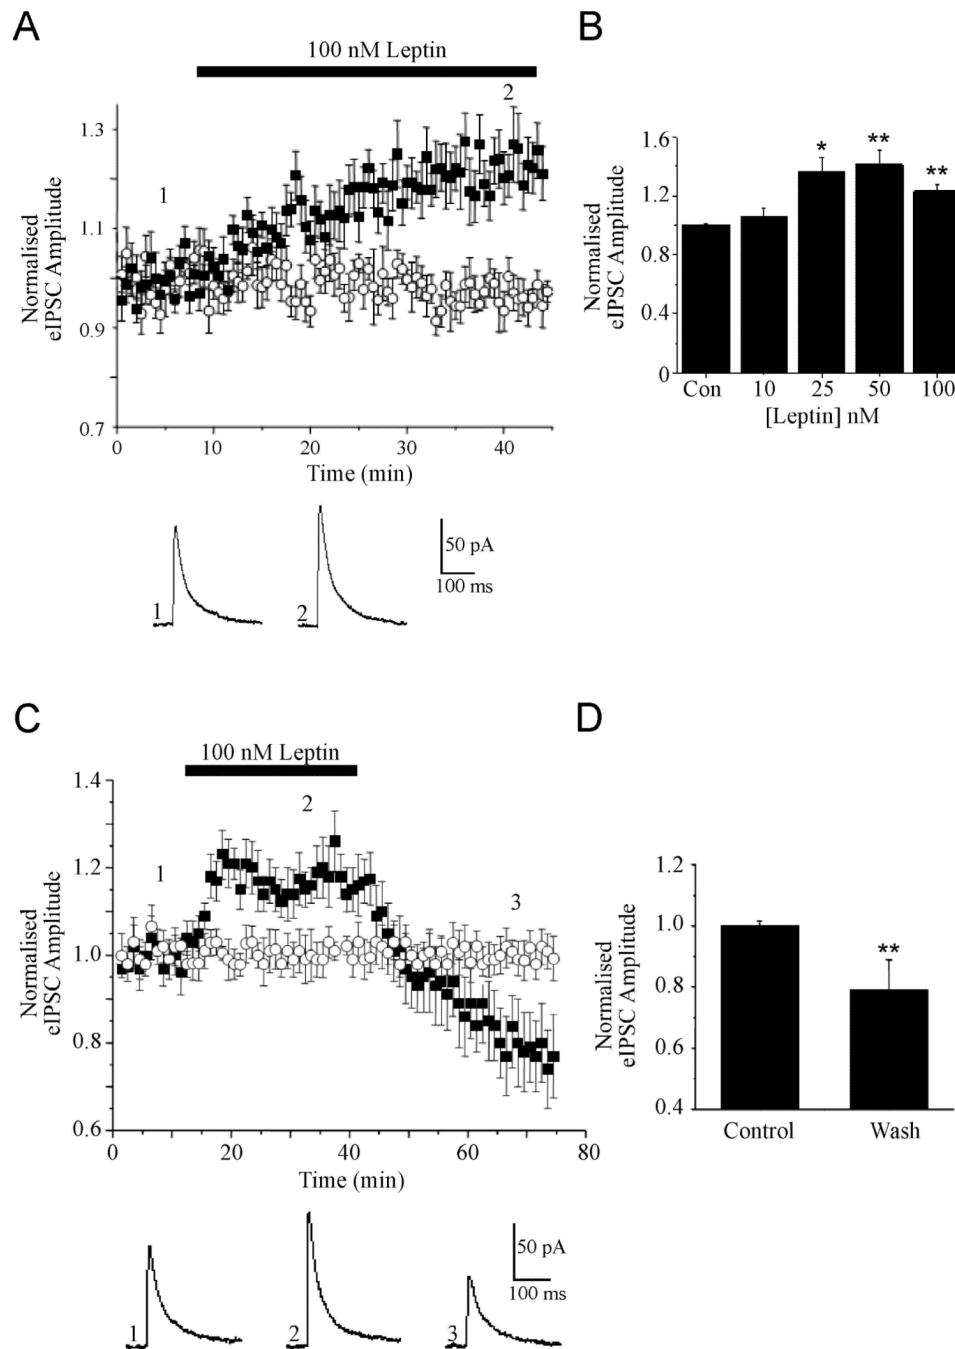 A
100 nM Leptin
2
1
Normalised
eIPSC Amplitude
1.3
1.1
0.9
0.7
0 10 20 30 40
Time (min)
1
2
50 pA
100 ms
B
Normalised
eIPSC Amplitude
1.6
1.2
0.8
0.4
0
*
**
**
Con 10 25 50 100
[Leptin] nM
C
100 nM Leptin
1
2
3
Normalised
eIPSC Amplitude
1.4
1.2
1.0
0.8
0.6
0 20 40 60 80
Time (min)
1
2
3
50 pA
100 ms
D
Normalised
eIPSC Amplitude
1.2
1.0
0.8
0.6
0.4
**
Control Wash